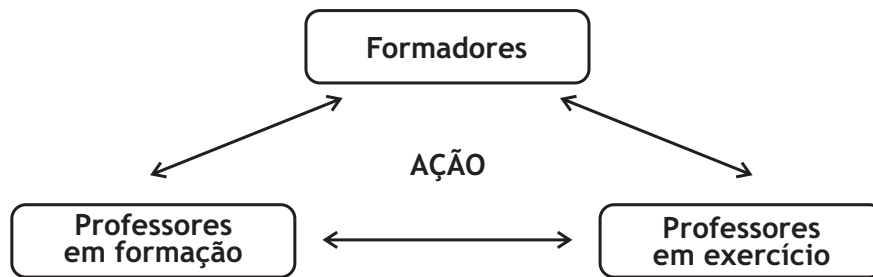 Formadores
AÇÃO
Professores
em formação
Professores
em exercício